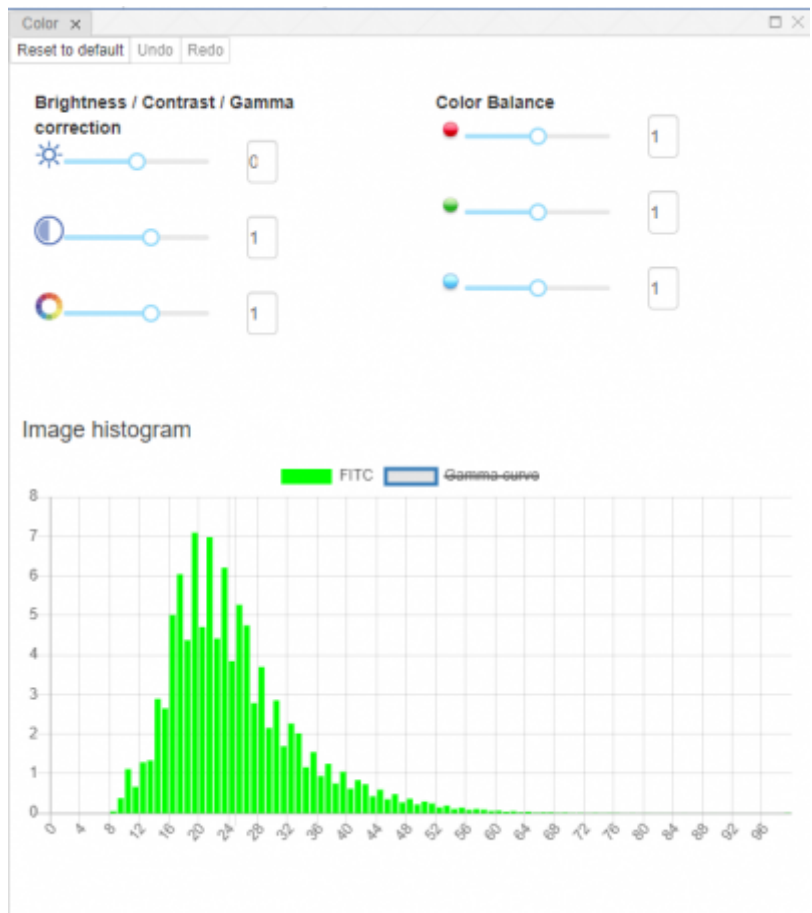 Color x
Reset to default Undo Redo
Brightness / Contrast / Gamma
correction
0
1
1
Color Balance
1
1
1
Image histogram
FITC Gamma curve
8
7
6
5
4
3
2
1
0
0 4 8 12 16 20 24 28 32 36 40 44 48 52 56 60 64 68 72 76 80 84 88 92 96